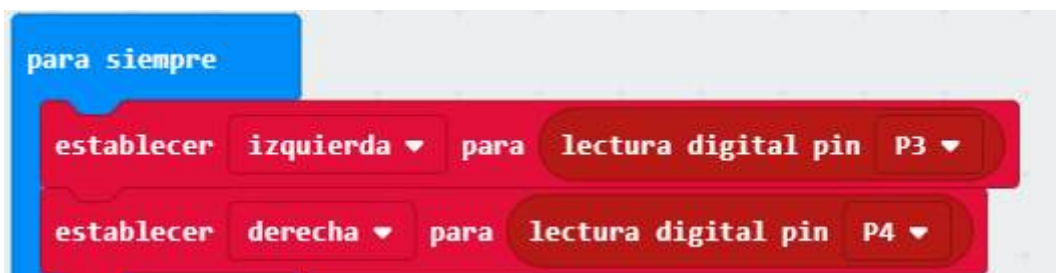 para siempre
establecer izquierda para lectura digital pin P3
establecer derecha para lectura digital pin P4